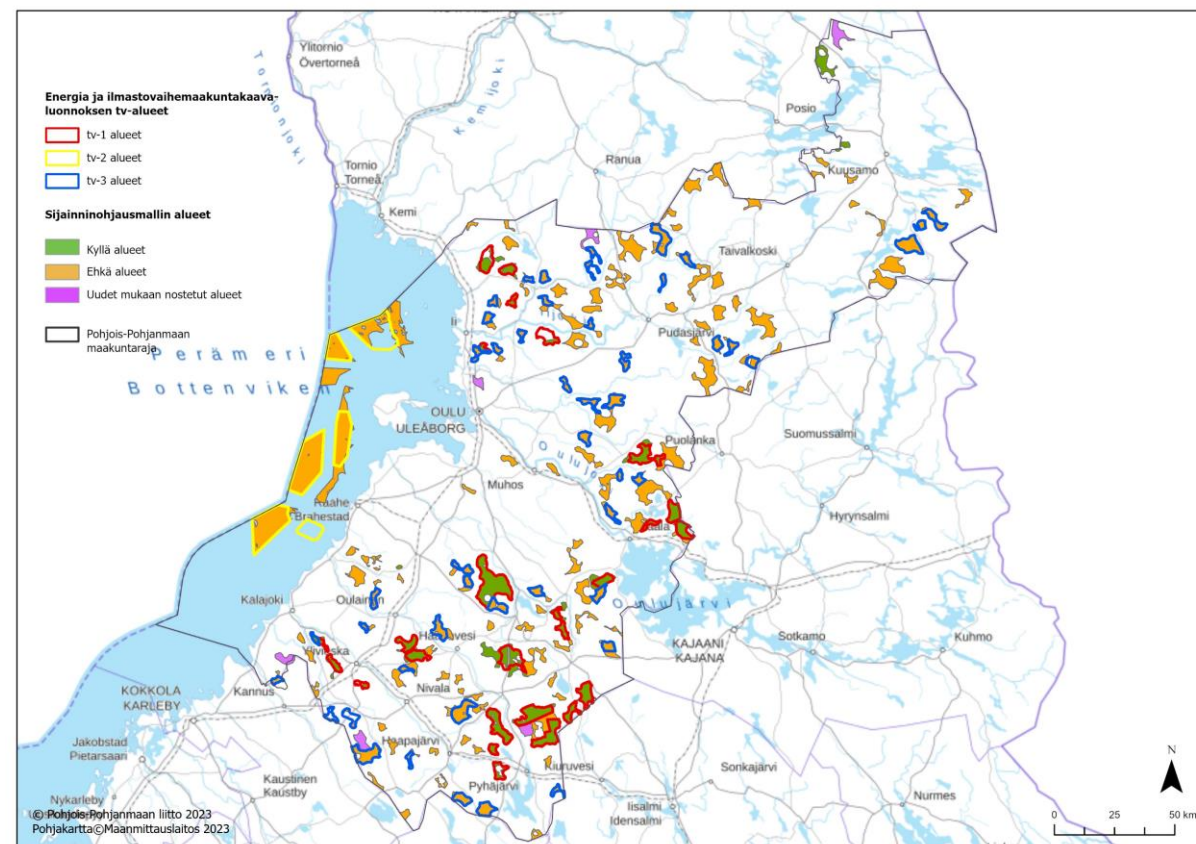 Energia ja ilmastovaihemaakuntakaava-
luonnoksen tv-alueet
tv-1 alueet
tv-2 alueet
tv-3 alueet
Sijainninohjausmallin alueet
Kyllä alueet
Ehkä alueet
Uudet mukaan nostetut alueet
Pohjois-Pohjanmaan
maakuntaraja
Ylitornio
Övertorneå
Tornionjoki
Kemijoki
Posio
Ranua
Kuusamo
Tornio
Torneå
Kemi
Taivalkoski
Ii
Pudasjärvi
Perämeri
Bottenviken
OULU
ULEÅBORG
Puolanka
Suomussalmi
Muhos
Raahe
Brahestad
Hyrynsalmi
Kalajoki
Oulainen
Oulujärvi
KAJAANI
KAJANA
Sotkamo
Kuhmo
Ylivieska
Kannus
Nivala
KOKKOLA
KARLEBY
Haapajärvi
Jakobstad
Pietarsaari
Kaustinen
Kaustby
Pyhäjärvi
Kiuruvesi
Sonkajärvi
Iisalmi
Idensalmi
Nurmes
Nykarleby
© Pohjois-Pohjanmaan liitto 2023
Pohjakartta©Maanmittauslaitos 2023
N
0 25 50 km